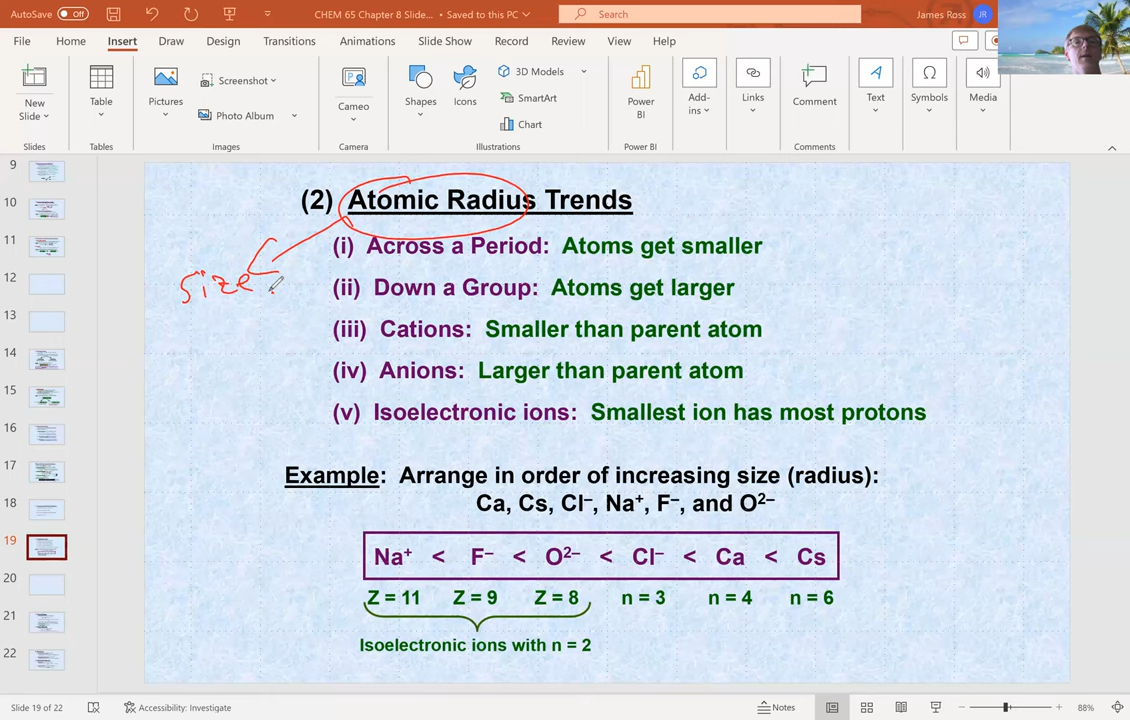 AutoSave Off CHEM 65 Chapter 8 Slide... • Saved to this PC Search James Ross JR
File Home Insert Draw Design Transitions Animations Slide Show Record Review View Help
New Slide Table Pictures Screenshot Photo Album Cameo Shapes Icons 3D Models SmartArt Chart Power BI Add-ins Links Comment Text Symbols Media
Slides Tables Images Camera Illustrations Power BI Comments
9
10
11
12
13
14
15
16
17
18
19
20
21
22
(2) Atomic Radius Trends
(i) Across a Period: Atoms get smaller
size
(ii) Down a Group: Atoms get larger
(iii) Cations: Smaller than parent atom
(iv) Anions: Larger than parent atom
(v) Isoelectronic ions: Smallest ion has most protons
Example: Arrange in order of increasing size (radius):
Ca, Cs, Cl⁻, Na⁺, F⁻, and O²⁻
Na⁺ < F⁻ < O²⁻ < Cl⁻ < Ca < Cs
Z = 11 Z = 9 Z = 8 n = 3 n = 4 n = 6
Isoelectronic ions with n = 2
Slide 19 of 22 Accessibility: Investigate Notes 88%